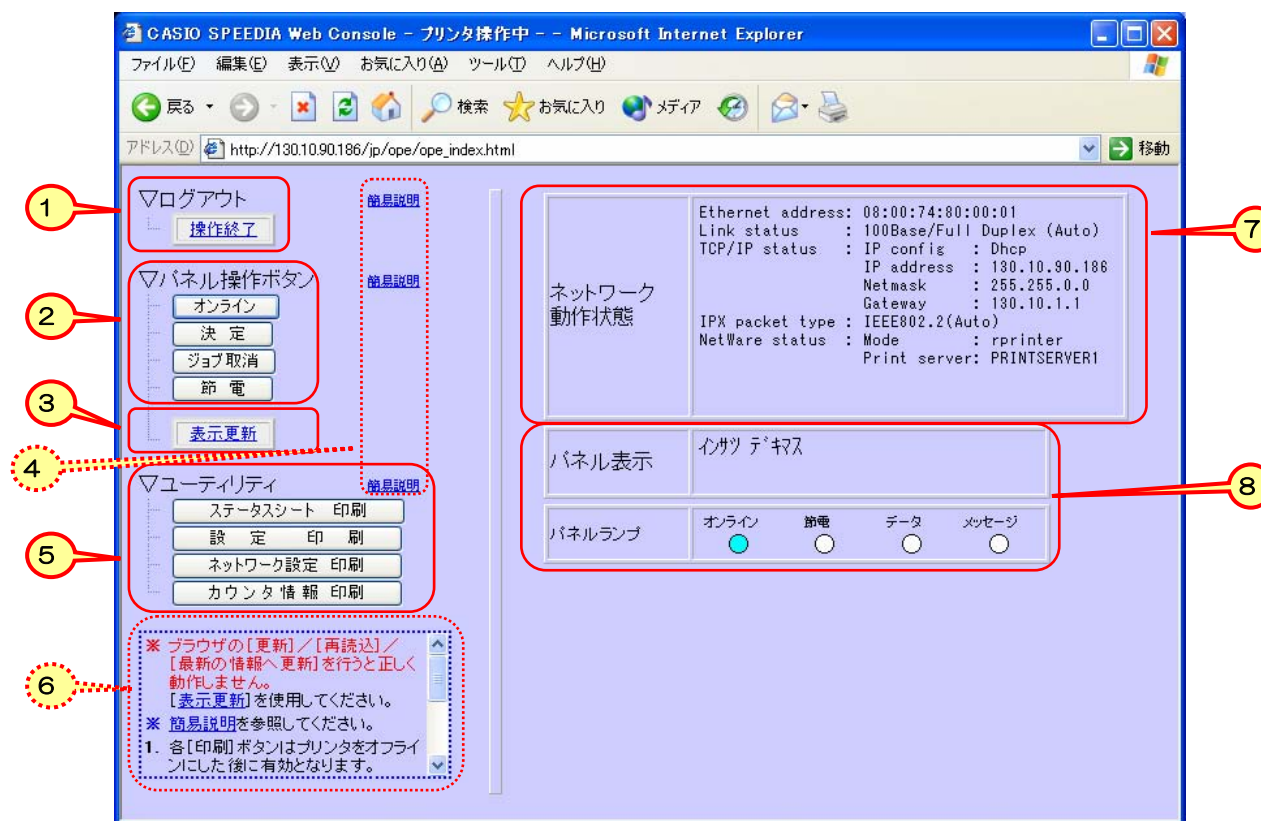 CASIO SPEEDIA Web Console - プリンタ操作中 - - Microsoft Internet Explorer
ファイル(F) 編集(E) 表示(V) お気に入り(A) ツール(T) ヘルプ(H)
戻る 検索 お気に入り メディア
アドレス(D) http://130.10.90.186/jp/ope/ope_index.html 移動
1
▽ログアウト 簡易説明
操作終了
2
▽パネル操作ボタン 簡易説明
オンライン
決 定
ジョブ取消
節 電
3
表示更新
4
▽ユーティリティ 簡易説明
5
ステータスシート 印刷
設 定 印 刷
ネットワーク設定 印刷
カウンタ情報 印刷
6
※ ブラウザの[更新]/[再読込]/
[最新の情報へ更新]を行うと正しく
動作しません。
[表示更新]を使用してください。
※ 簡易説明を参照してください。
1. 各[印刷]ボタンはプリンタをオフライ
ンにした後に有効となります。
7
ネットワーク
動作状態
Ethernet address: 08:00:74:80:00:01
Link status : 100Base/Full Duplex (Auto)
TCP/IP status : IP config : Dhcp
IP address : 130.10.90.186
Netmask : 255.255.0.0
Gateway : 130.10.1.1
IPX packet type : IEEE802.2(Auto)
NetWare status : Mode : rprinter
Print server: PRINTSERVER1
8
パネル表示 インサツ デキマス
パネルランプ オンライン 節電 データ メッセージ